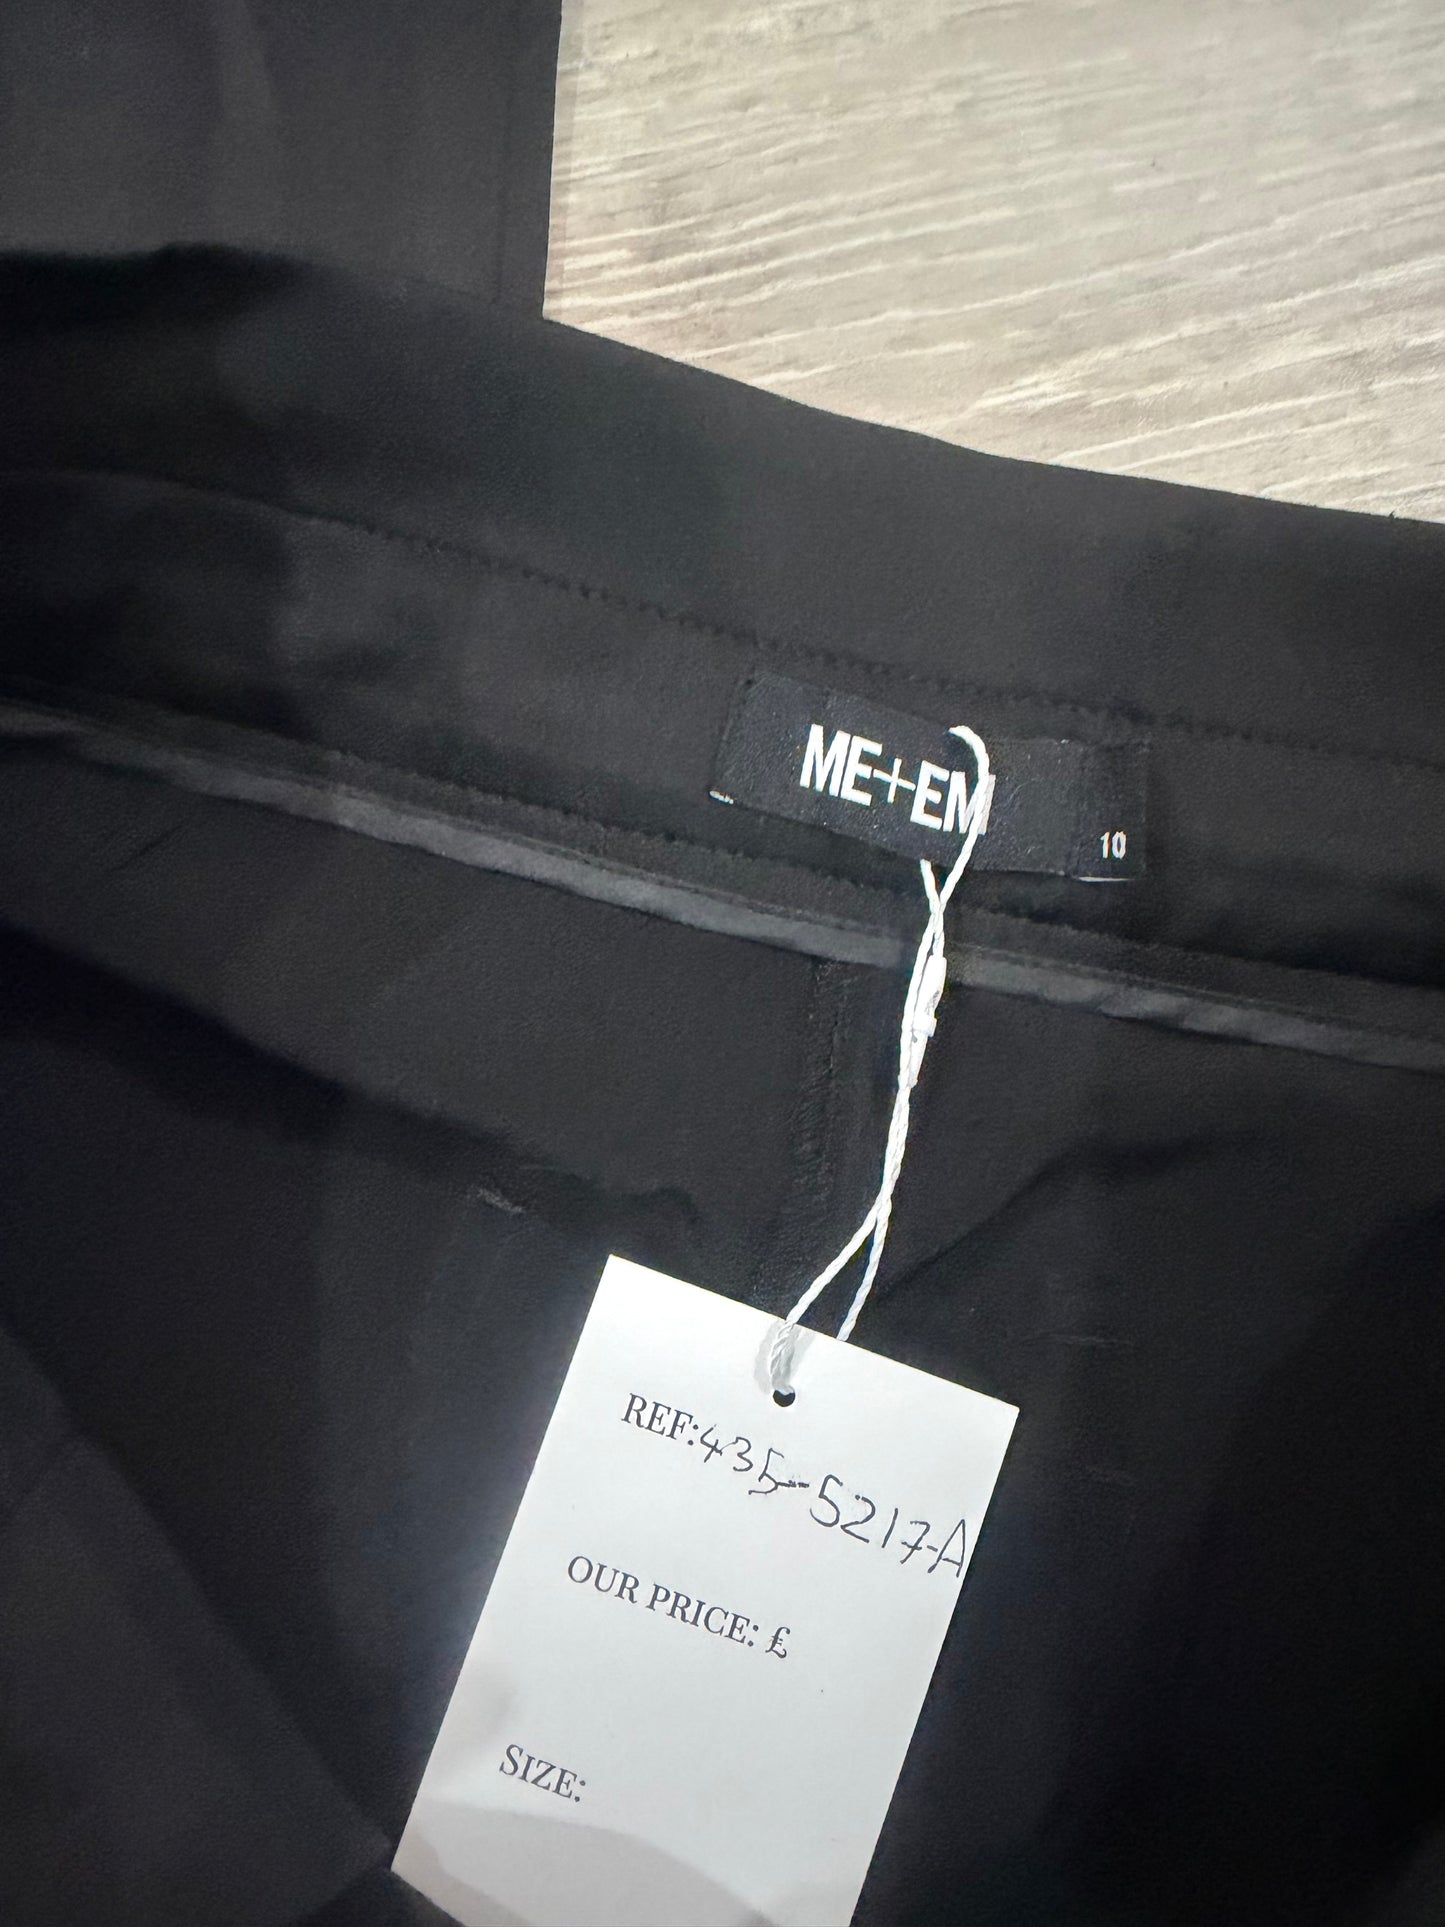 ME+EM
10
REF:435-5217-A
OUR PRICE: £
SIZE: